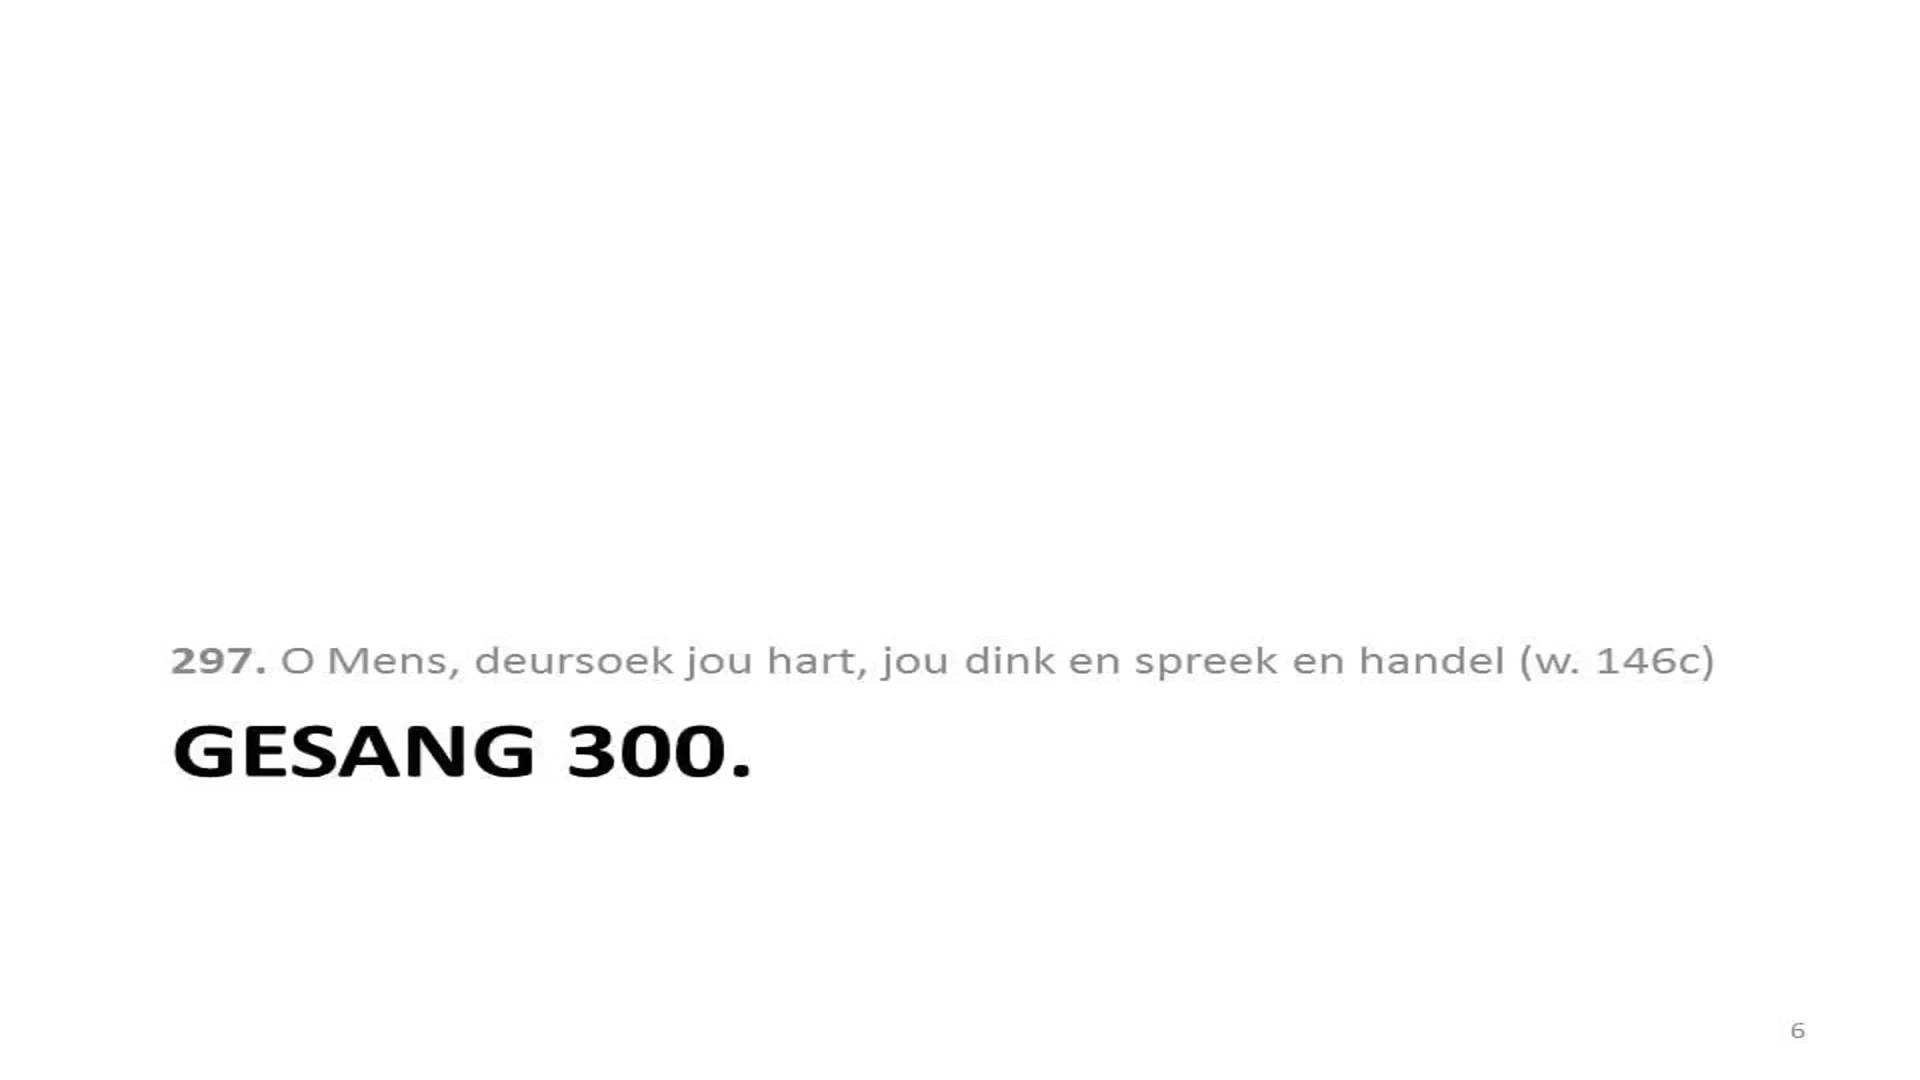 297. O Mens, deursoek jou hart, jou dink en spreek en handel (w. 146c)
GESANG 300.
6